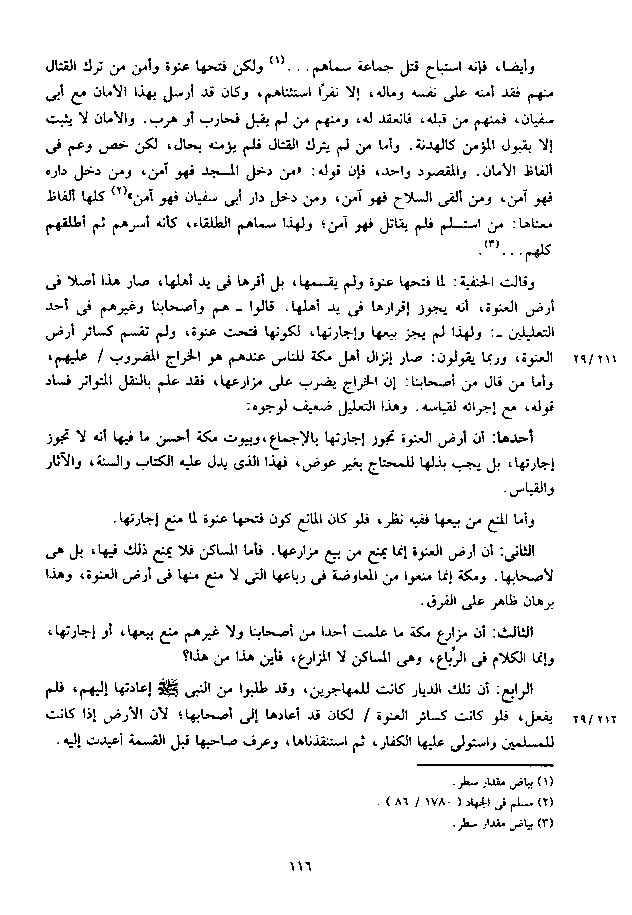 وأيضا، فإنه استباح قتل جماعة سماهم...(١) ولكن فتحها عنوة وأمن من ترك القتال
منهم فقد أمنه على نفسه وماله، إلا نفرًا استثناهم، وكان قد أرسل بهذا الأمان مع أبى
سفيان، فمنهم من قبله، فانعقد له، ومنهم من لم يقبل فحارب أو هرب. والأمان لا يثبت
إلا بقبول المؤمن كالهدنة. وأما من لم يترك القتال فلم يؤمنه بحال، لكن خص وعم فى
ألفاظ الأمان. والمقصود واحد، فإن قوله: «من دخل المسجد فهو آمن، ومن دخل داره
فهو آمن، ومن ألقى السلاح فهو آمن، ومن دخل دار أبى سفيان فهو آمن»(٢) كلها ألفاظ
معناها: من استسلم فلم يقاتل فهو آمن؛ ولهذا سماهم الطلقاء، كأنه أسرهم ثم أطلقهم
كلهم...(٣).
وقالت الحنفية: لما فتحها عنوة ولم يقسمها، بل أقرها فى يد أهلها، صار هذا أصلا فى
أرض العنوة، أنه يجوز إقرارها فى يد أهلها. قالوا ـ هم وأصحابنا وغيرهم فى أحد
التعليلين ـ: ولهذا لم يجز بيعها وإجارتها، لكونها فتحت عنوة، ولم تقسم كسائر أرض
٢٩/٢١١ العنوة، وربما يقولون: صار إنزال أهل مكة للناس عندهم هو الخراج المضروب / عليهم،
وأما من قال من أصحابنا: إن الخراج يضرب على مزارعها، فقد علم بالنقل المتواتر فساد
قوله، مع إجرائه لقياسه. وهذا التعليل ضعيف لوجوه:
أحدها: أن أرض العنوة تجوز إجارتها بالإجماع،وبيوت مكة أحسن ما فيها أنه لا تجوز
إجارتها، بل يجب بذلها للمحتاج بغير عوض، فهذا الذى يدل عليه الكتاب والسنة، والآثار
والقياس.
وأما المنع من بيعها ففيه نظر، فلو كان المانع كون فتحها عنوة لما منع إجارتها.
الثانى: أن أرض العنوة إنما يمنع من بيع مزارعها. فأما المساكن فلا يمنع ذلك فيها، بل هى
لأصحابها. ومكة إنما منعوا من المعاوضة فى رباعها التى لا منع منها فى أرض العنوة، وهذا
برهان ظاهر على الفرق.
الثالث: أن مزارع مكة ما علمت أحدا من أصحابنا ولا غيرهم منع بيعها، أو إجارتها،
وإنما الكلام فى الرِّباع، وهى المساكن لا المزارع، فأين هذا من هذا؟
الرابع: أن تلك الديار كانت للمهاجرين، وقد طلبوا من النبى ﷺ إعادتها إليهم، فلم
٢٩/٢١٢ يفعل، فلو كانت كسائر العنوة / لكان قد أعادها إلى أصحابها؛ لأن الأرض إذا كانت
للمسلمين واستولى عليها الكفار، ثم استنقذناها، وعرف صاحبها قبل القسمة أعيدت إليه.
(١) بياض مقدار سطر.
(٢) مسلم فى الجهاد (١٧٨٠ / ٨٦).
(٣) بياض مقدار سطر.
١١٦